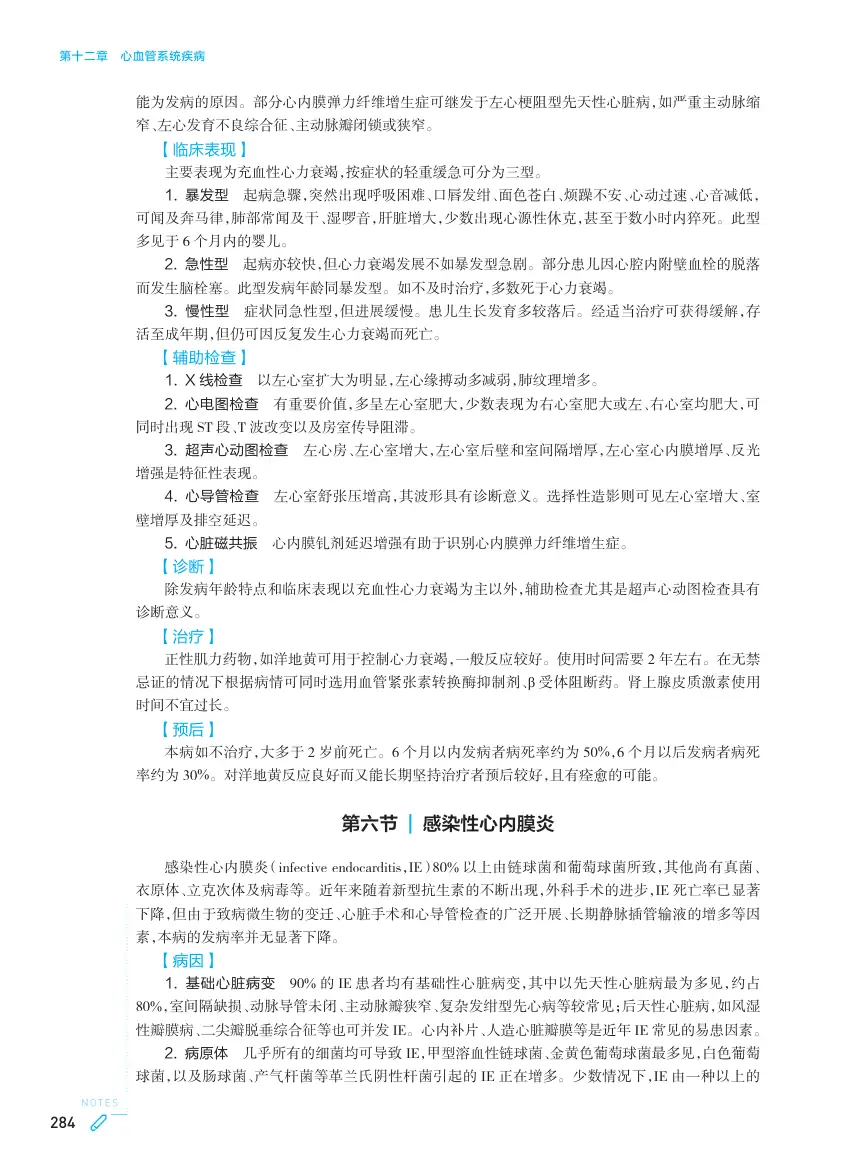 第十二章 心血管系统疾病
能为发病的原因。部分心内膜弹力纤维增生症可继发于左心梗阻型先天性心脏病,如严重主动脉缩
窄、左心发育不良综合征、主动脉瓣闭锁或狭窄。
【临床表现】
主要表现为充血性心力衰竭,按症状的轻重缓急可分为三型。
1. 暴发型 起病急骤,突然出现呼吸困难、口唇发绀、面色苍白、烦躁不安、心动过速、心音减低,
可闻及奔马律,肺部常闻及干、湿啰音,肝脏增大,少数出现心源性休克,甚至于数小时内猝死。此型
多见于 6 个月内的婴儿。
2. 急性型 起病亦较快,但心力衰竭发展不如暴发型急剧。部分患儿因心腔内附壁血栓的脱落
而发生脑栓塞。此型发病年龄同暴发型。如不及时治疗,多数死于心力衰竭。
3. 慢性型 症状同急性型,但进展缓慢。患儿生长发育多较落后。经适当治疗可获得缓解,存
活至成年期,但仍可因反复发生心力衰竭而死亡。
【辅助检查】
1. X 线检查 以左心室扩大为明显,左心缘搏动多减弱,肺纹理增多。
2. 心电图检查 有重要价值,多呈左心室肥大,少数表现为右心室肥大或左、右心室均肥大,可
同时出现 ST 段、T 波改变以及房室传导阻滞。
3. 超声心动图检查 左心房、左心室增大,左心室后壁和室间隔增厚,左心室心内膜增厚、反光
增强是特征性表现。
4. 心导管检查 左心室舒张压增高,其波形具有诊断意义。选择性造影则可见左心室增大、室
壁增厚及排空延迟。
5. 心脏磁共振 心内膜钆剂延迟增强有助于识别心内膜弹力纤维增生症。
【诊断】
除发病年龄特点和临床表现以充血性心力衰竭为主以外,辅助检查尤其是超声心动图检查具有
诊断意义。
【治疗】
正性肌力药物,如洋地黄可用于控制心力衰竭,一般反应较好。使用时间需要 2 年左右。在无禁
忌证的情况下根据病情可同时选用血管紧张素转换酶抑制剂、β 受体阻断药。肾上腺皮质激素使用
时间不宜过长。
【预后】
本病如不治疗,大多于 2 岁前死亡。6 个月以内发病者病死率约为 50%,6 个月以后发病者病死
率约为 30%。对洋地黄反应良好而又能长期坚持治疗者预后较好,且有痊愈的可能。
第六节 | 感染性心内膜炎
感染性心内膜炎(infective endocarditis,IE)80% 以上由链球菌和葡萄球菌所致,其他尚有真菌、
衣原体、立克次体及病毒等。近年来随着新型抗生素的不断出现,外科手术的进步,IE 死亡率已显著
下降,但由于致病微生物的变迁、心脏手术和心导管检查的广泛开展、长期静脉插管输液的增多等因
素,本病的发病率并无显著下降。
【病因】
1. 基础心脏病变 90% 的 IE 患者均有基础性心脏病变,其中以先天性心脏病最为多见,约占
80%,室间隔缺损、动脉导管未闭、主动脉瓣狭窄、复杂发绀型先心病等较常见;后天性心脏病,如风湿
性瓣膜病、二尖瓣脱垂综合征等也可并发 IE。心内补片、人造心脏瓣膜等是近年 IE 常见的易患因素。
2. 病原体 几乎所有的细菌均可导致 IE,甲型溶血性链球菌、金黄色葡萄球菌最多见,白色葡萄
球菌,以及肠球菌、产气杆菌等革兰氏阴性杆菌引起的 IE 正在增多。少数情况下,IE 由一种以上的
NOTES
284